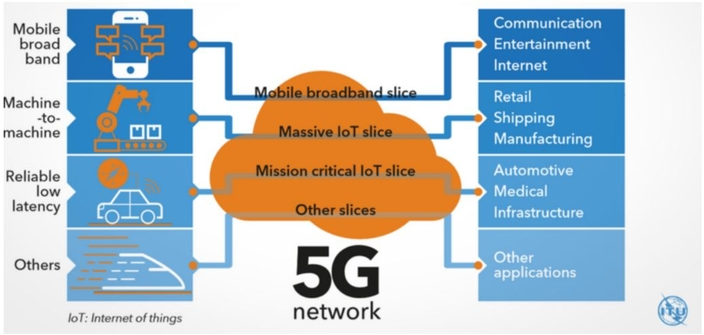 Mobile
broad
band
Machine
-to-
machine
Reliable
low
latency
Others
Mobile broadband slice
Massive IoT slice
Mission critical IoT slice
Other slices
5G
network
Communication
Entertainment
Internet
Retail
Shipping
Manufacturing
Automotive
Medical
Infrastructure
Other
applications
IoT: Internet of things
ITU